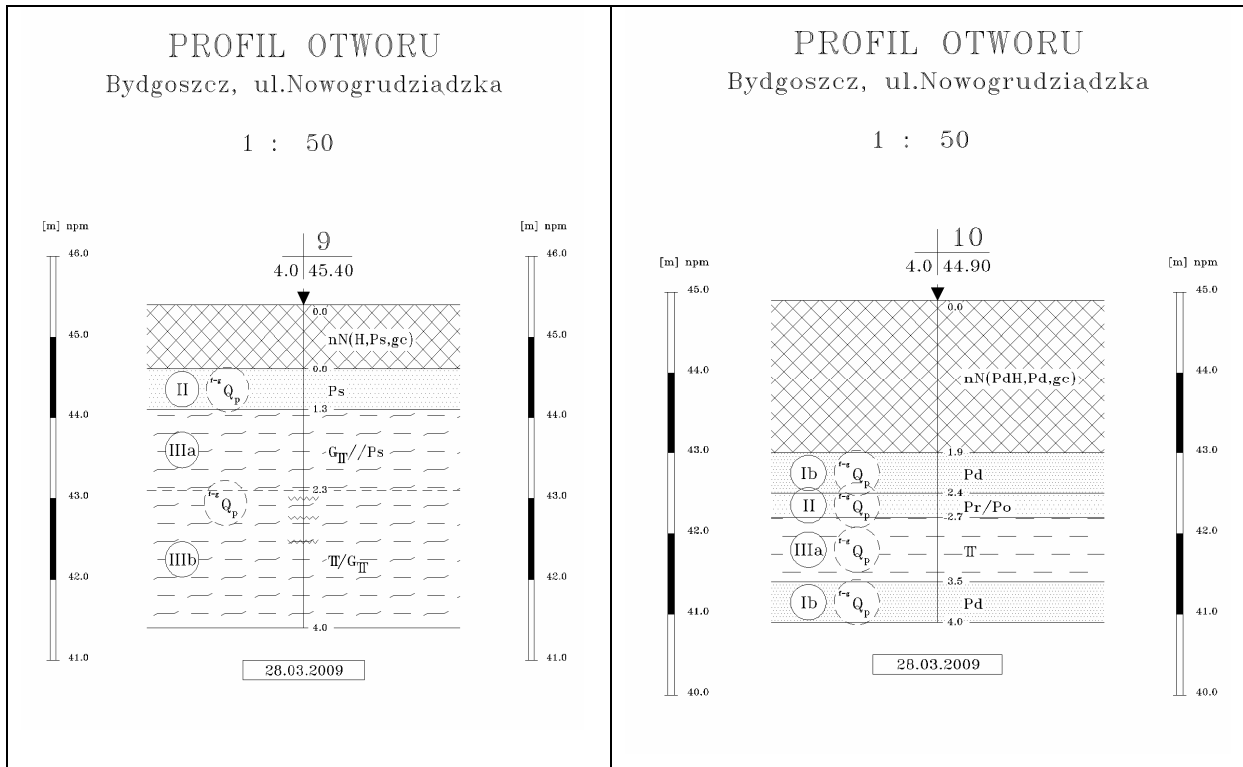 PROFIL OTWORU
Bydgoszcz, ul.Nowogrudziądzka
1 : 50
[m] npm
[m] npm
46.0
9
46.0
4.0 45.40
0.0
nN(H,Ps,gc)
45.0
45.0
0.8
II
f-g Qp
Ps
44.0
1.3
44.0
IIIa
Gπ//Ps
43.0
f-g Qp
2.3
43.0
IIIb
π/Gπ
42.0
42.0
4.0
41.0
41.0
28.03.2009
PROFIL OTWORU
Bydgoszcz, ul.Nowogrudziądzka
1 : 50
10
4.0 44.90
[m] npm
[m] npm
45.0
45.0
0.0
44.0
nN(PdH,Pd,gc)
44.0
43.0
1.9
43.0
Ib
f-g Qp
Pd
2.4
II
f-g Qp
Pr/Po
2.7
42.0
42.0
IIIa
f-g Qp
π
3.5
Ib
f-g Qp
Pd
41.0
4.0
41.0
28.03.2009
40.0
40.0